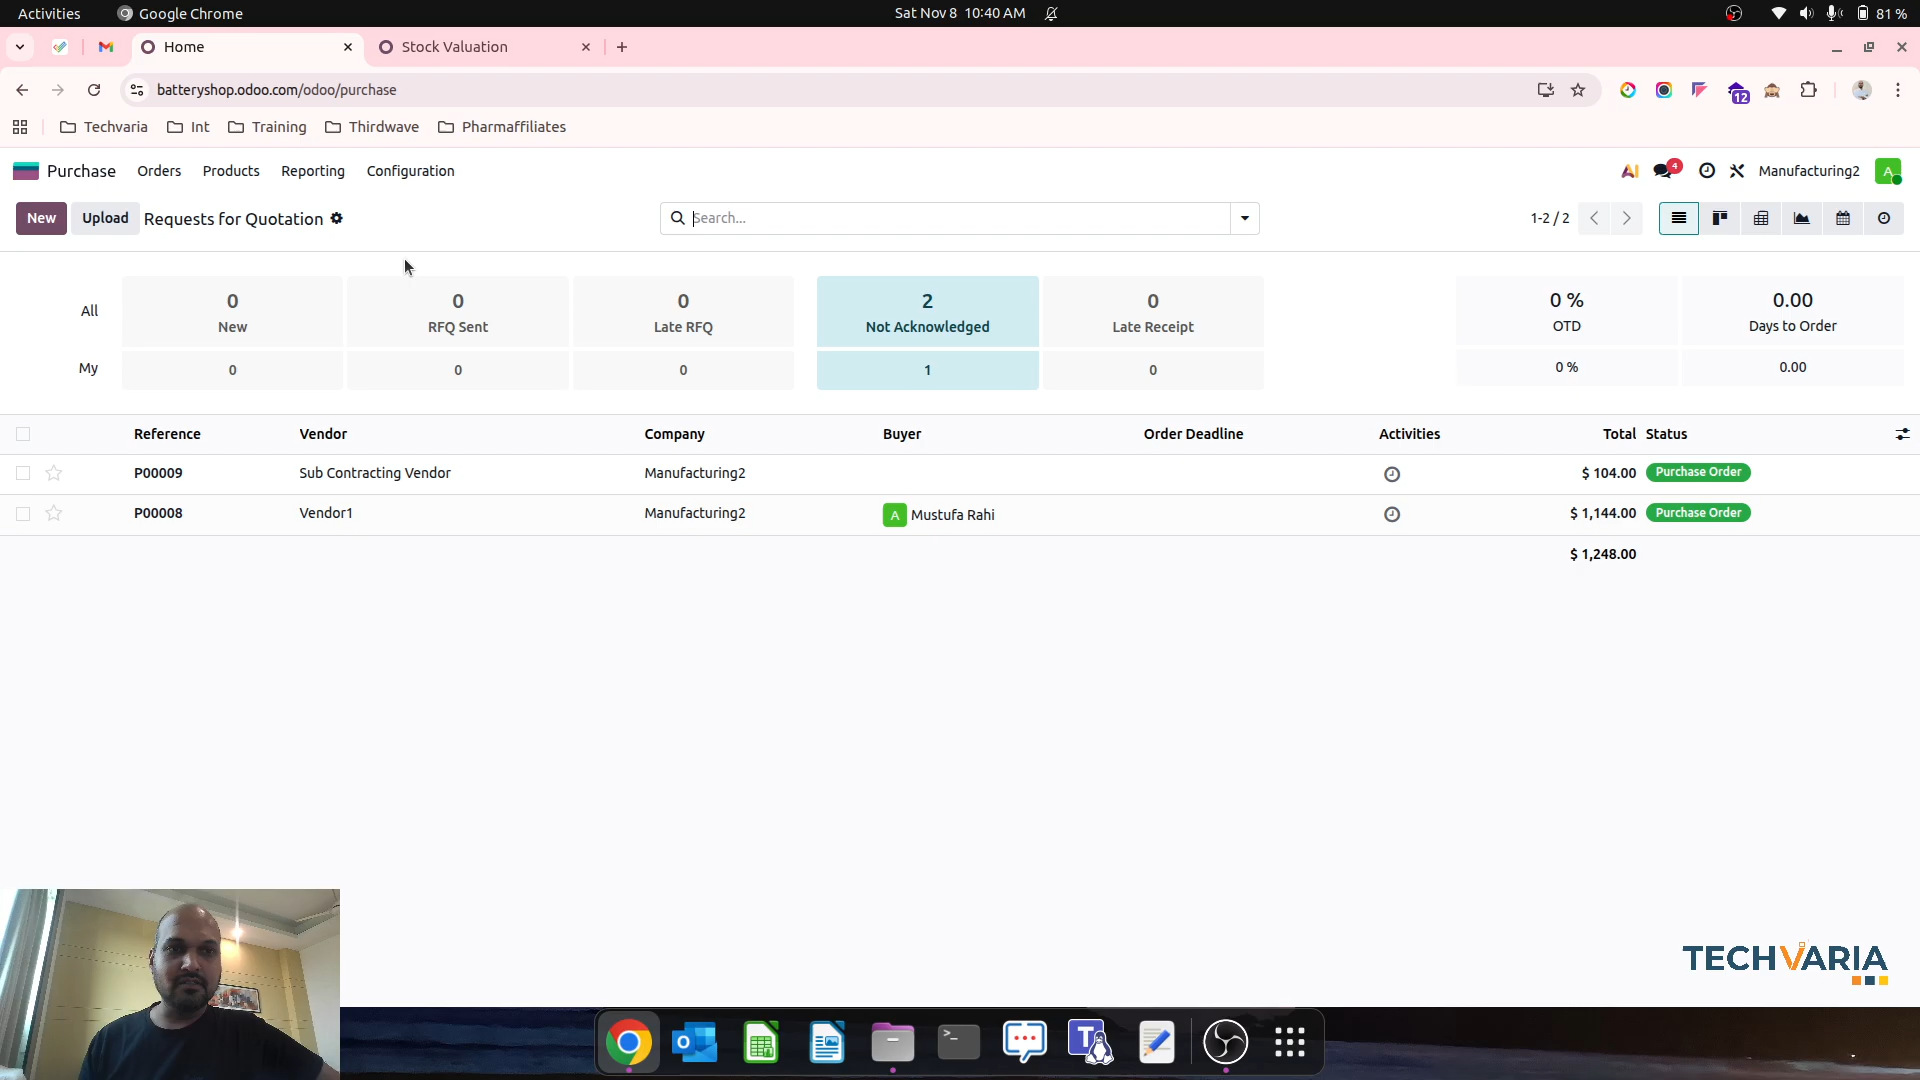 Activities
Google Chrome
Sat Nov 8 10:40 AM
81 %
Home
Stock Valuation
batteryshop.odoo.com/odoo/purchase
12
Techvaria
Int
Training
Thirdwave
Pharmaffiliates
Purchase
Orders
Products
Reporting
Configuration
AI
4
Manufacturing2
A
New
Upload
Requests for Quotation
Search...
1-2 / 2
All
0
New
0
RFQ Sent
0
Late RFQ
2
Not Acknowledged
0
Late Receipt
0 %
OTD
0.00
Days to Order
My
0
0
0
1
0
0 %
0.00
Reference Vendor Company Buyer Order Deadline Activities Total Status
P00009 Sub Contracting Vendor Manufacturing2 $ 104.00 Purchase Order
P00008 Vendor1 Manufacturing2 A Mustufa Rahi $ 1,144.00 Purchase Order
$ 1,248.00
TECHVARIA